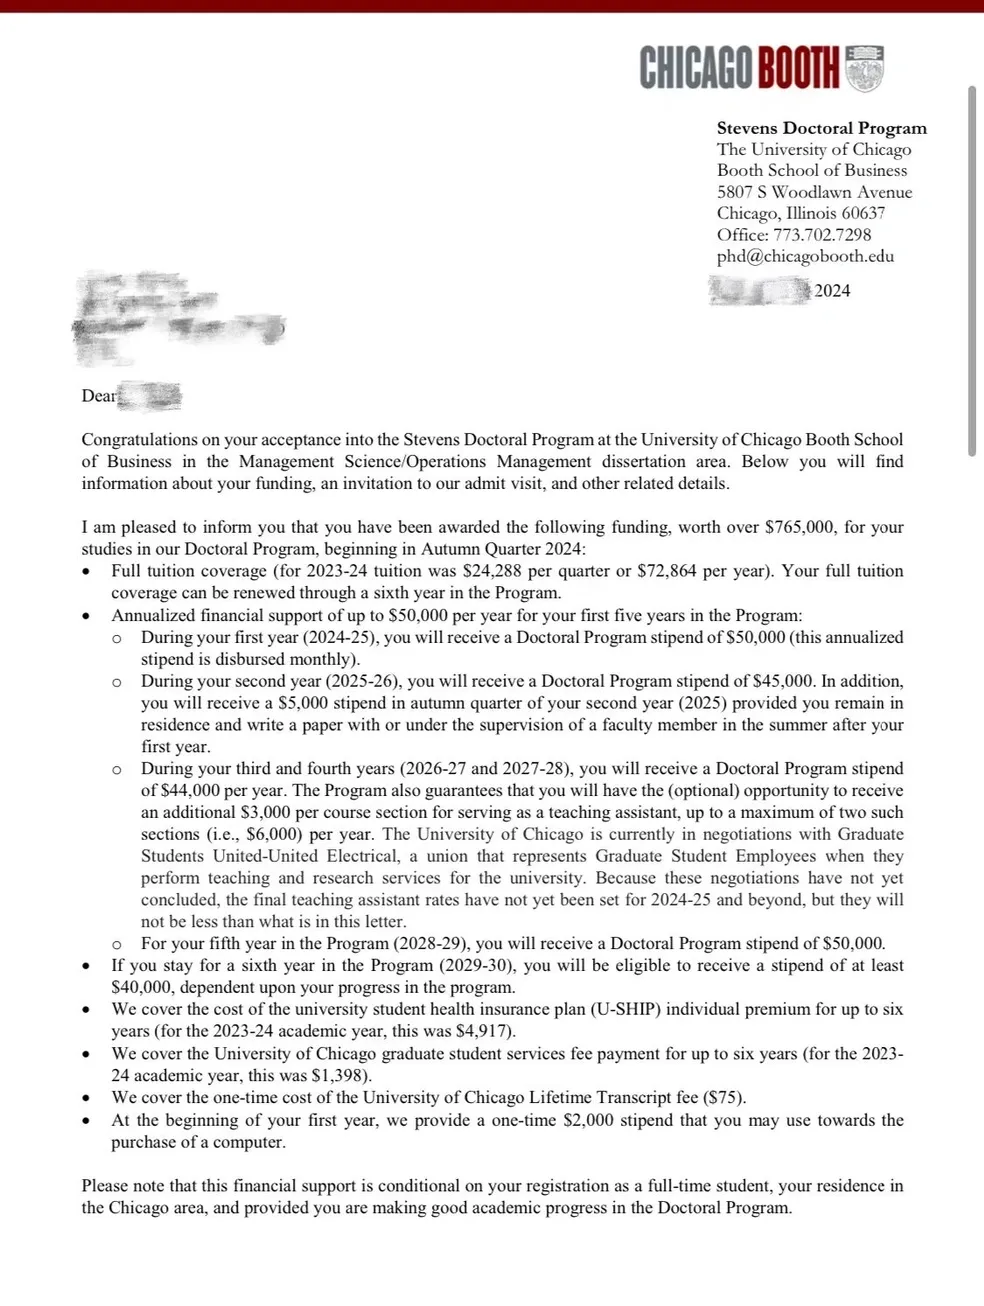 CHICAGO BOOTH
Stevens Doctoral Program
The University of Chicago
Booth School of Business
5807 S Woodlawn Avenue
Chicago, Illinois 60637
Office: 773.702.7298
phd@chicagobooth.edu
2024
Dear
Congratulations on your acceptance into the Stevens Doctoral Program at the University of Chicago Booth School
of Business in the Management Science/Operations Management dissertation area. Below you will find
information about your funding, an invitation to our admit visit, and other related details.
I am pleased to inform you that you have been awarded the following funding, worth over $765,000, for your
studies in our Doctoral Program, beginning in Autumn Quarter 2024:
• Full tuition coverage (for 2023-24 tuition was $24,288 per quarter or $72,864 per year). Your full tuition
coverage can be renewed through a sixth year in the Program.
• Annualized financial support of up to $50,000 per year for your first five years in the Program:
o During your first year (2024-25), you will receive a Doctoral Program stipend of $50,000 (this annualized
stipend is disbursed monthly).
o During your second year (2025-26), you will receive a Doctoral Program stipend of $45,000. In addition,
you will receive a $5,000 stipend in autumn quarter of your second year (2025) provided you remain in
residence and write a paper with or under the supervision of a faculty member in the summer after your
first year.
o During your third and fourth years (2026-27 and 2027-28), you will receive a Doctoral Program stipend
of $44,000 per year. The Program also guarantees that you will have the (optional) opportunity to receive
an additional $3,000 per course section for serving as a teaching assistant, up to a maximum of two such
sections (i.e., $6,000) per year. The University of Chicago is currently in negotiations with Graduate
Students United-United Electrical, a union that represents Graduate Student Employees when they
perform teaching and research services for the university. Because these negotiations have not yet
concluded, the final teaching assistant rates have not yet been set for 2024-25 and beyond, but they will
not be less than what is in this letter.
o For your fifth year in the Program (2028-29), you will receive a Doctoral Program stipend of $50,000.
• If you stay for a sixth year in the Program (2029-30), you will be eligible to receive a stipend of at least
$40,000, dependent upon your progress in the program.
• We cover the cost of the university student health insurance plan (U-SHIP) individual premium for up to six
years (for the 2023-24 academic year, this was $4,917).
• We cover the University of Chicago graduate student services fee payment for up to six years (for the 2023-
24 academic year, this was $1,398).
• We cover the one-time cost of the University of Chicago Lifetime Transcript fee ($75).
• At the beginning of your first year, we provide a one-time $2,000 stipend that you may use towards the
purchase of a computer.
Please note that this financial support is conditional on your registration as a full-time student, your residence in
the Chicago area, and provided you are making good academic progress in the Doctoral Program.